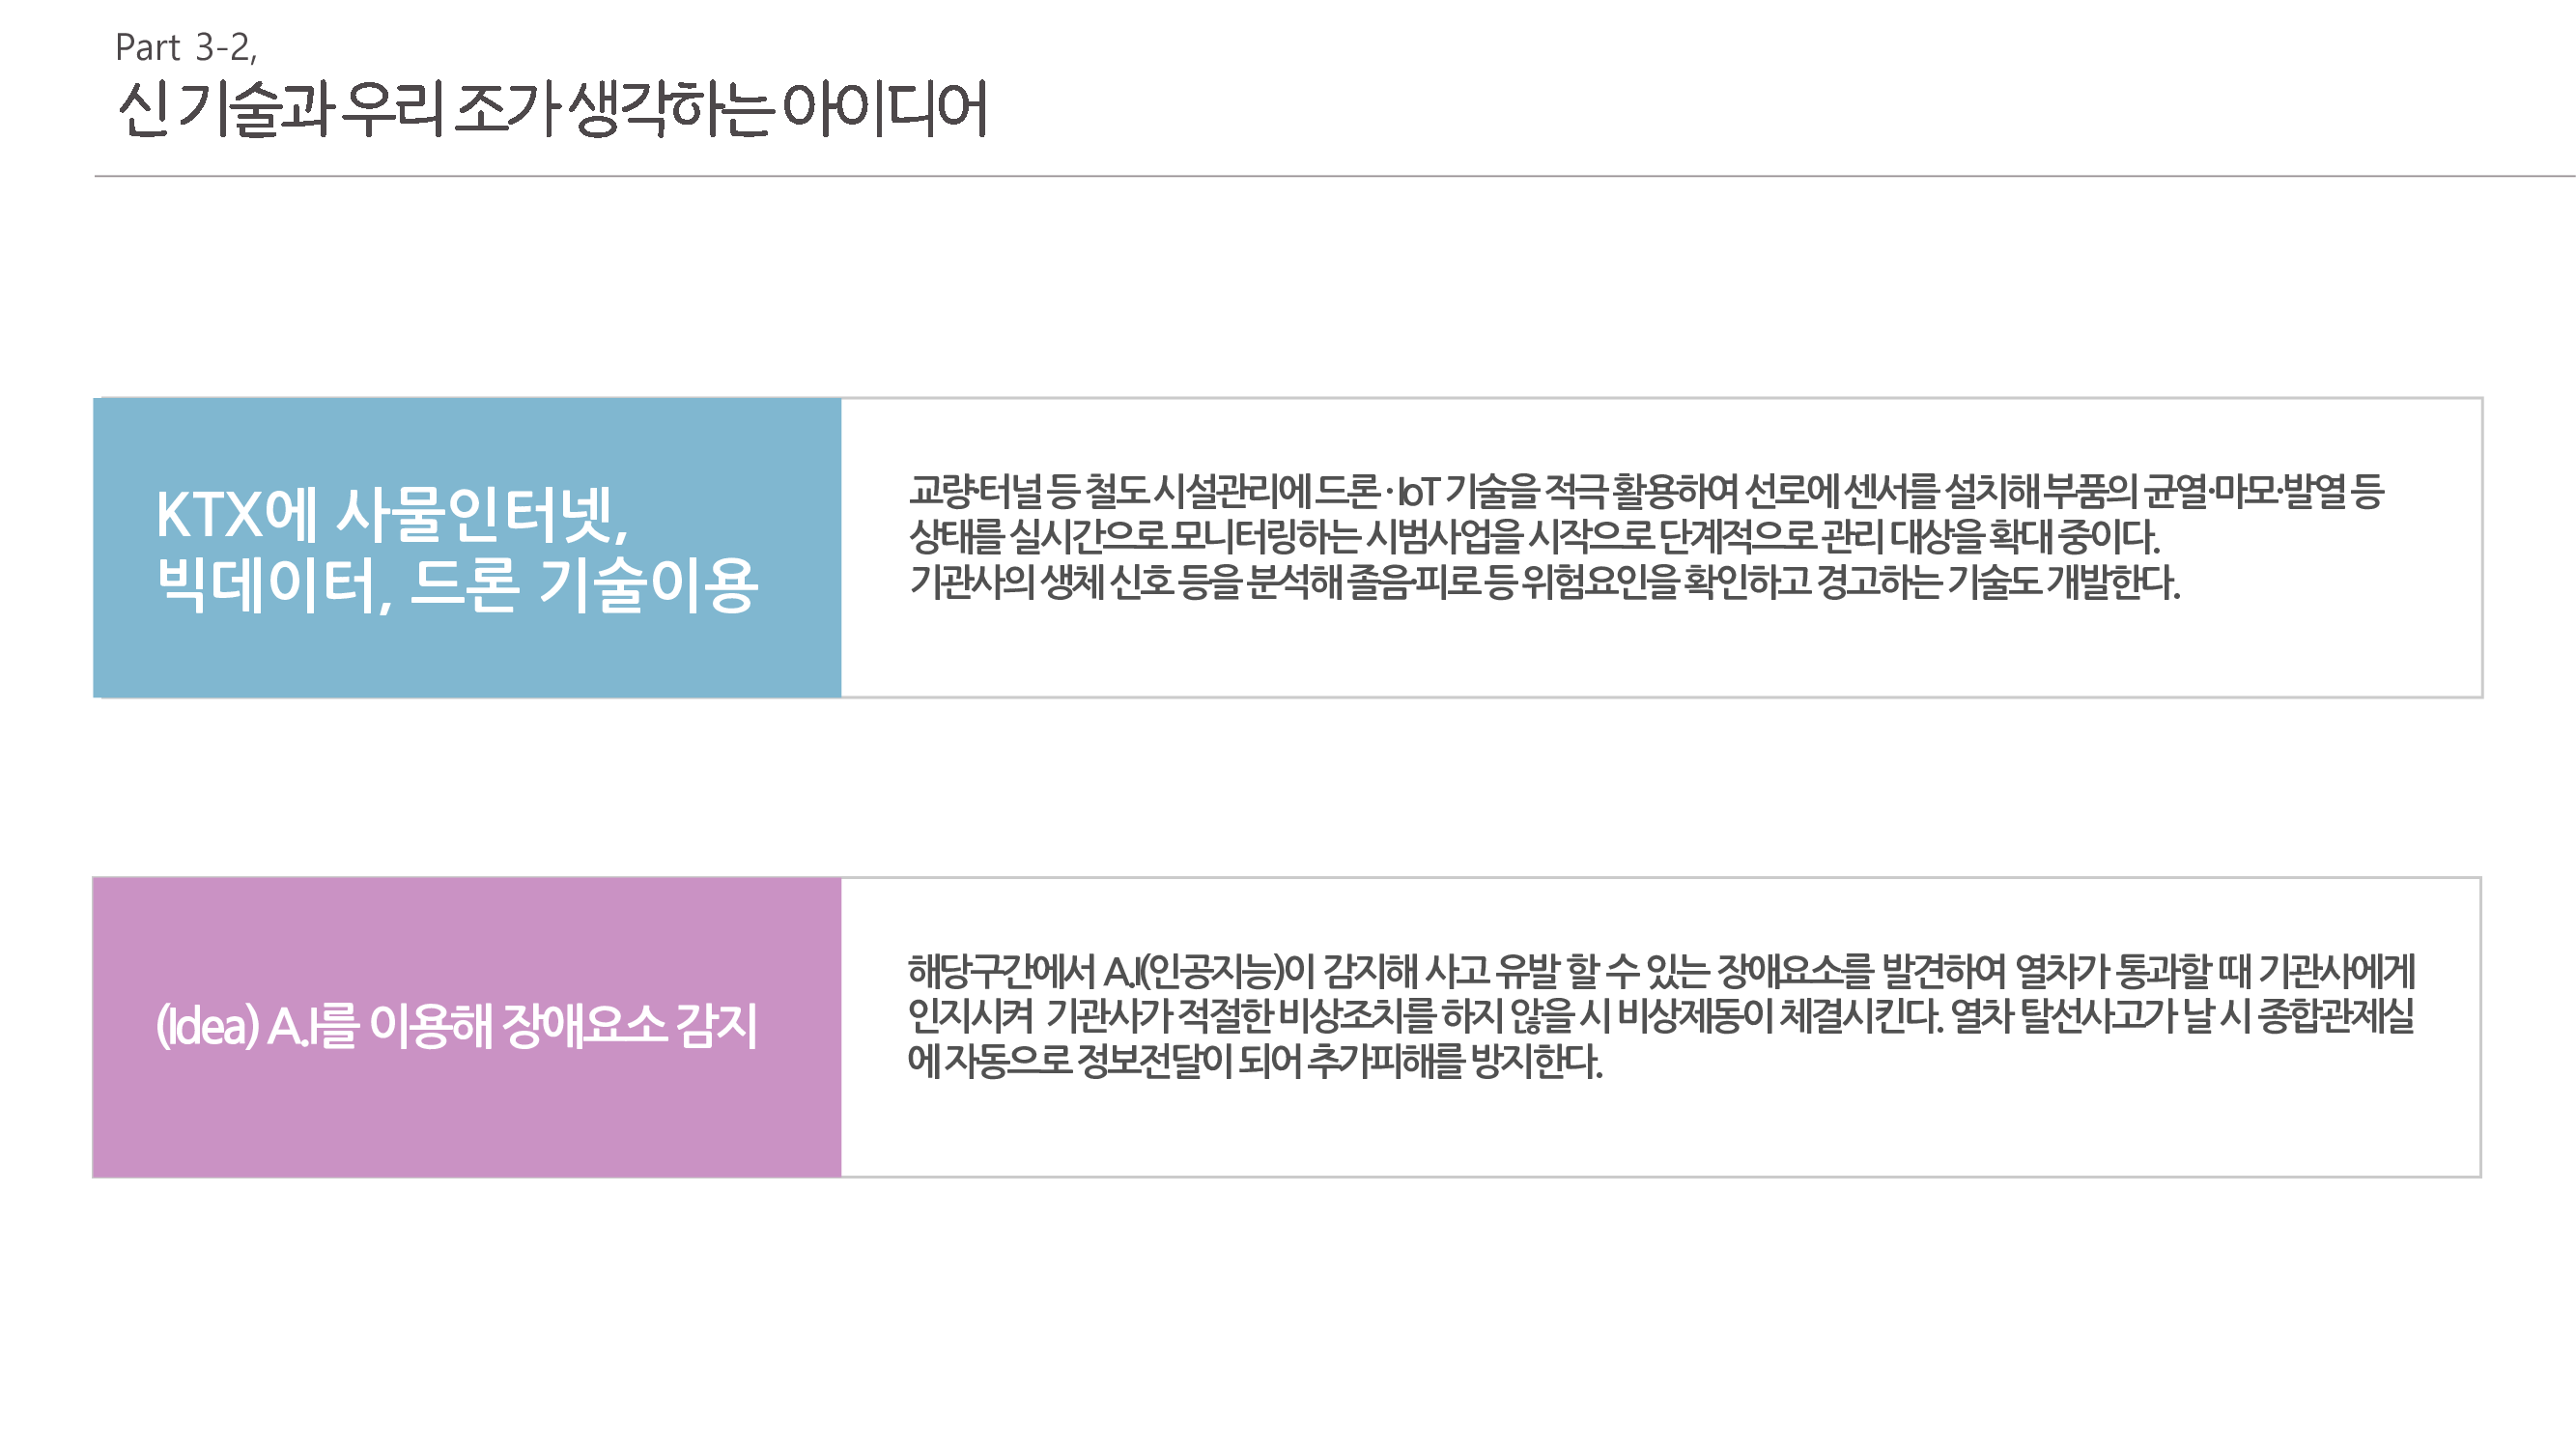 Part 3-2,
신 기술과 우리 조가 생각하는 아이디어
KTX에 사물인터넷,
빅데이터, 드론 기술이용
교량·터널 등 철도 시설관리에 드론 · IoT 기술을 적극 활용하여 선로에 센서를 설치해 부품의 균열·마모·발열 등
상태를 실시간으로 모니터링하는 시범사업을 시작으로 단계적으로 관리 대상을 확대 중이다.
기관사의 생체 신호 등을 분석해 졸음·피로 등 위험요인을 확인하고 경고하는 기술도 개발한다.
(Idea) A.I를 이용해 장애요소 감지
해당구간에서 A.I(인공지능)이 감지해 사고 유발 할 수 있는 장애요소를 발견하여 열차가 통과할 때 기관사에게
인지시켜 기관사가 적절한 비상조치를 하지 않을 시 비상제동이 체결시킨다. 열차 탈선사고가 날 시 종합관제실
에 자동으로 정보전달이 되어 추가피해를 방지한다.